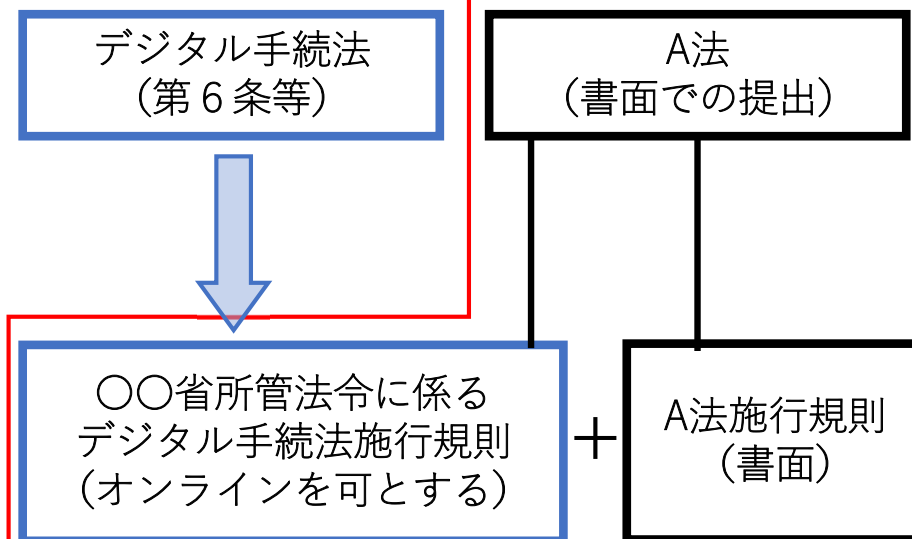 デジタル手続法
（第６条等）
A法
（書面での提出）
〇〇省所管法令に係る
デジタル手続法施行規則
（オンラインを可とする）
＋
A法施行規則
（書面）